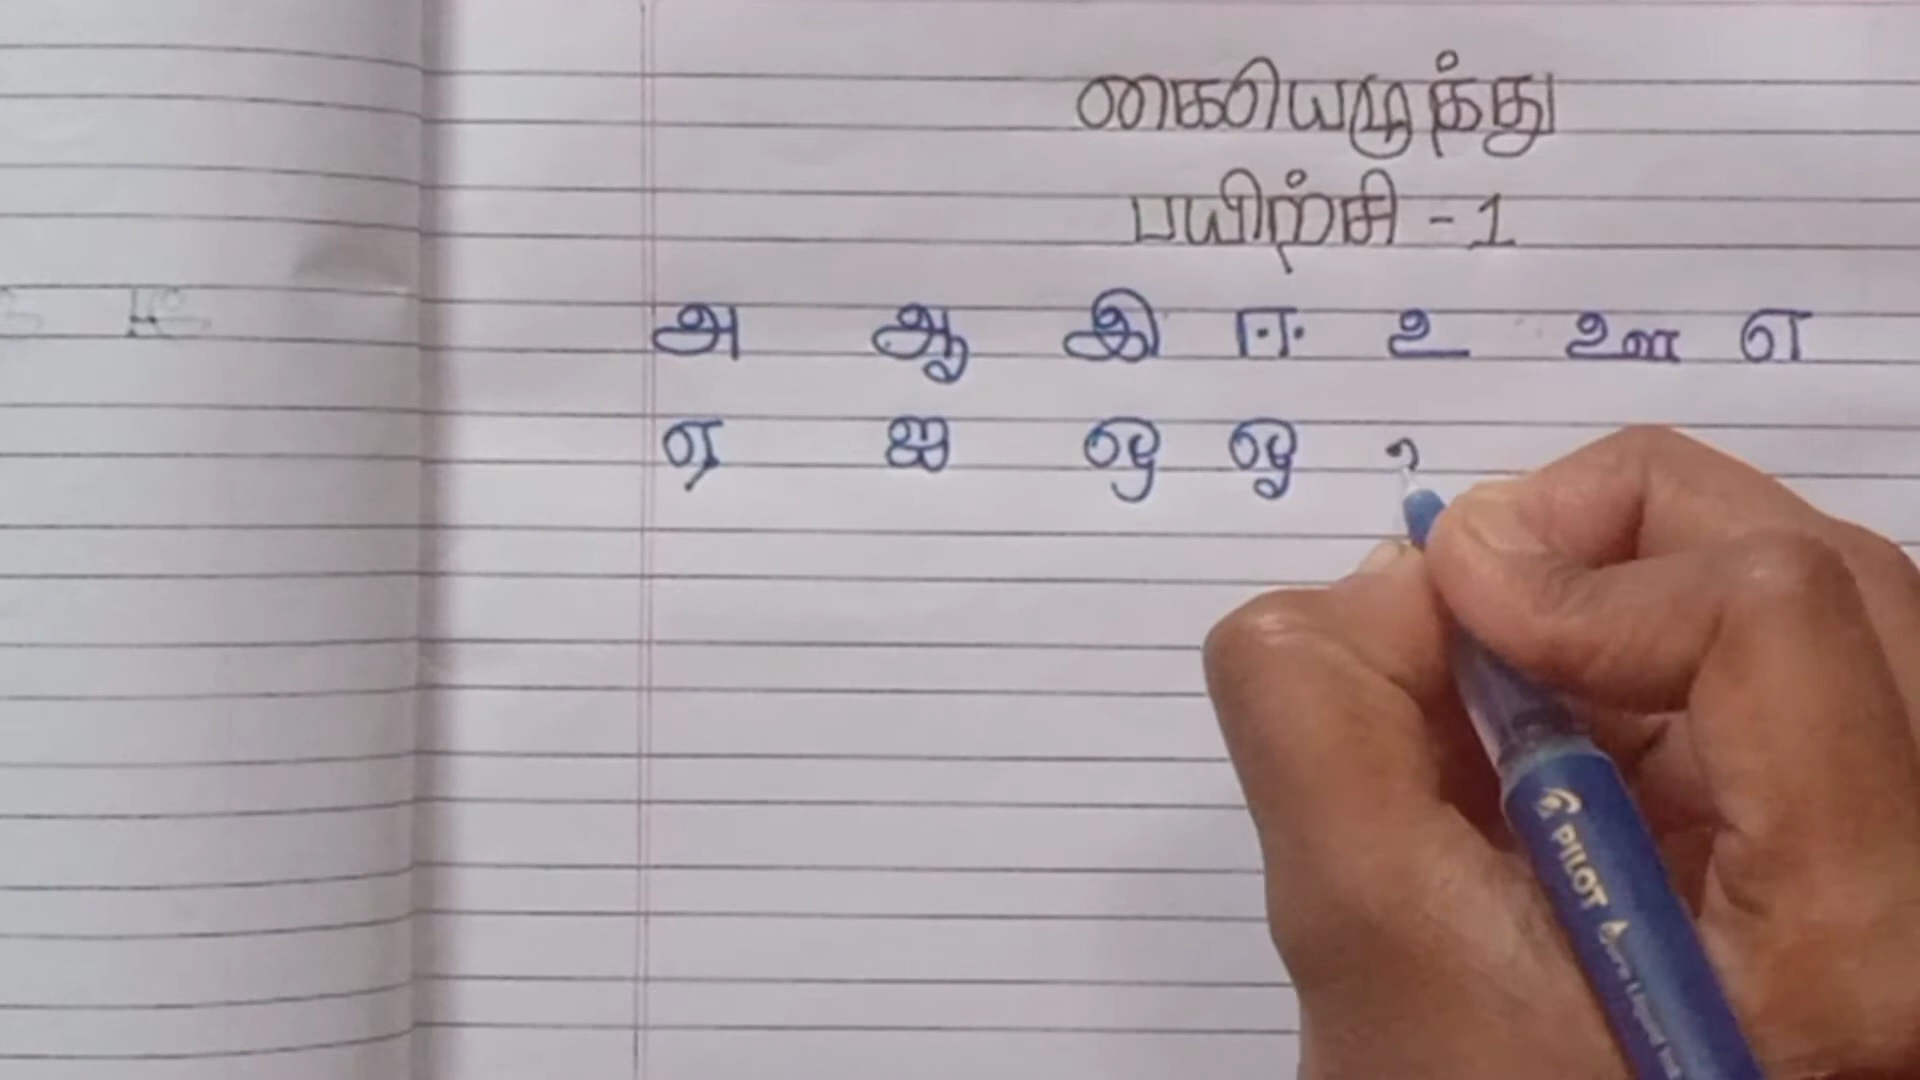 கையெழுத்து
பயிற்சி - 1
அ ஆ இ ஈ உ ஊ எ
ஏ ஐ ஒ ஓ
PILOT